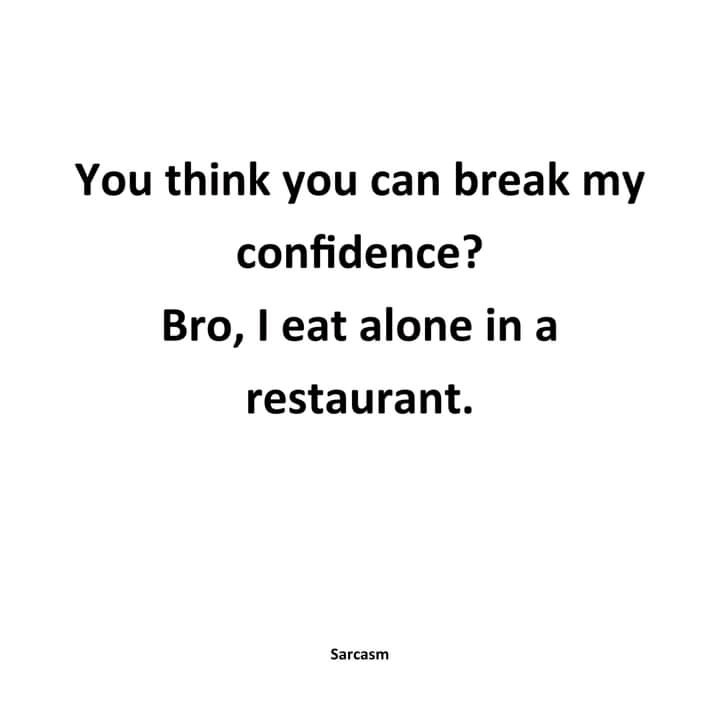 You think you can break my
confidence?
Bro, I eat alone in a
restaurant.
Sarcasm